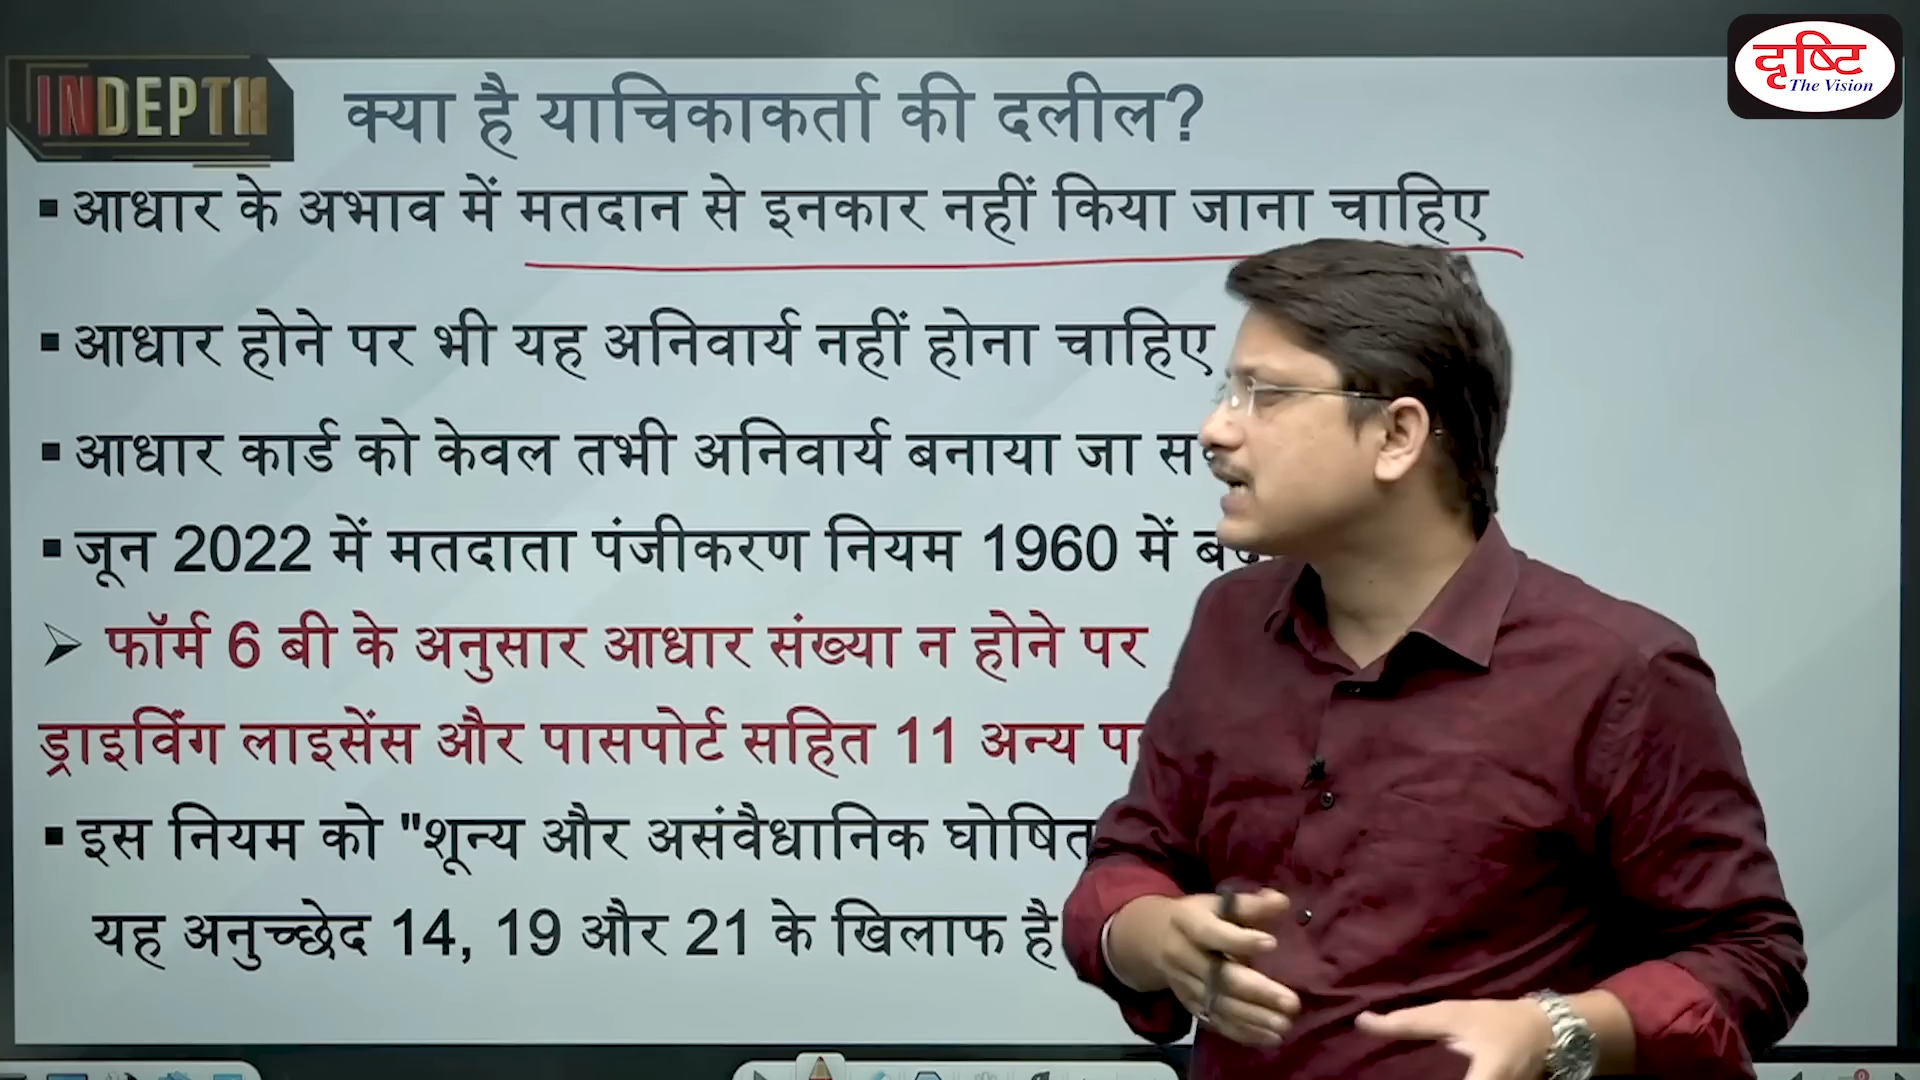 INDEPTH
क्या है याचिकाकर्ता की दलील?
दृष्टि
The Vision
▪ आधार के अभाव में मतदान से इनकार नहीं किया जाना चाहिए
▪ आधार होने पर भी यह अनिवार्य नहीं होना चाहिए
▪ आधार कार्ड को केवल तभी अनिवार्य बनाया जा
▪ जून 2022 में मतदाता पंजीकरण नियम 1960 में
➢ फॉर्म 6 बी के अनुसार आधार संख्या न होने पर
ड्राइविंग लाइसेंस और पासपोर्ट सहित 11 अन्य
▪ इस नियम को "शून्य और असंवैधानिक घोषित
यह अनुच्छेद 14, 19 और 21 के खिलाफ है